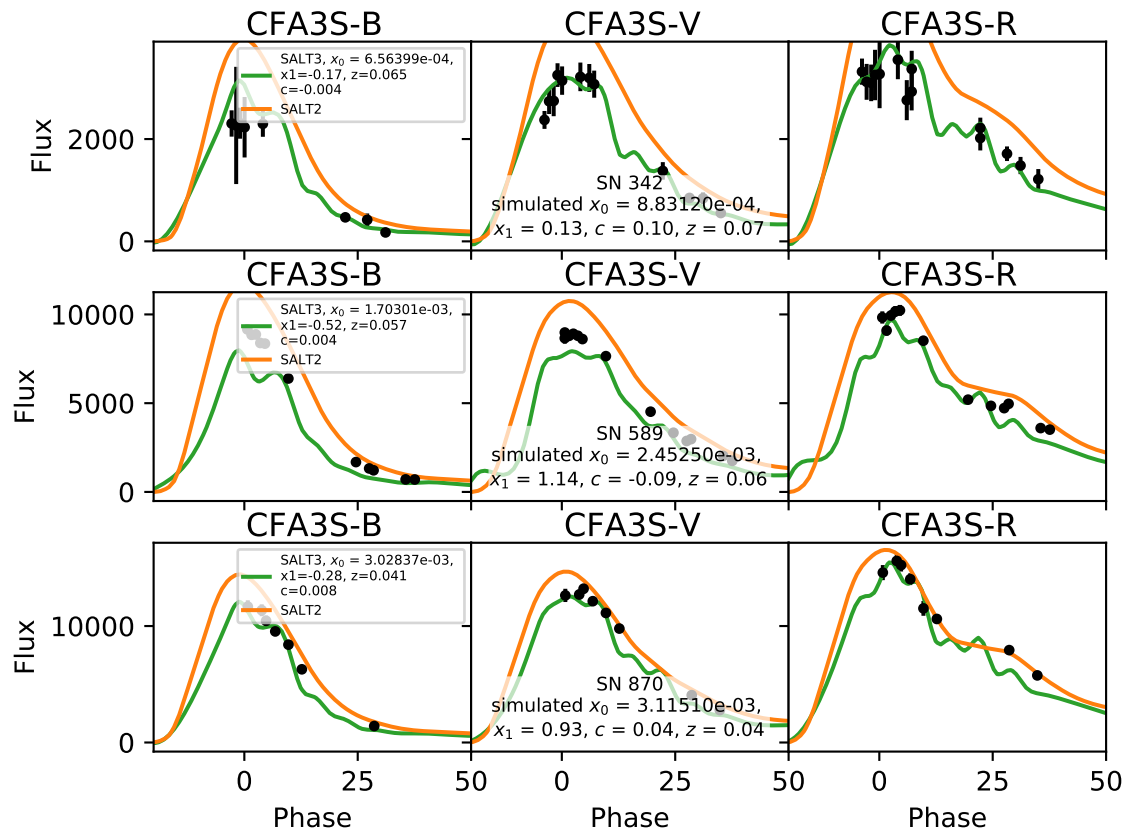 CFA3S-B CFA3S-V CFA3S-R
SALT3, x₀ = 6.56399e-04,
x1=-0.17, z=0.065
c=-0.004
SALT2
2000
0
Flux
SN 342
simulated x₀ = 8.83120e-04,
x₁ = 0.13, c = 0.10, z = 0.07
CFA3S-B CFA3S-V CFA3S-R
SALT3, x₀ = 1.70301e-03,
x1=-0.52, z=0.057
c=0.004
SALT2
10000
5000
0
Flux
SN 589
simulated x₀ = 2.45250e-03,
x₁ = 1.14, c = -0.09, z = 0.06
CFA3S-B CFA3S-V CFA3S-R
SALT3, x₀ = 3.02837e-03,
x1=-0.28, z=0.041
c=0.008
SALT2
10000
0
Flux
SN 870
simulated x₀ = 3.11510e-03,
x₁ = 0.93, c = 0.04, z = 0.04
0 25 50 0 25 50 0 25 50
Phase Phase Phase